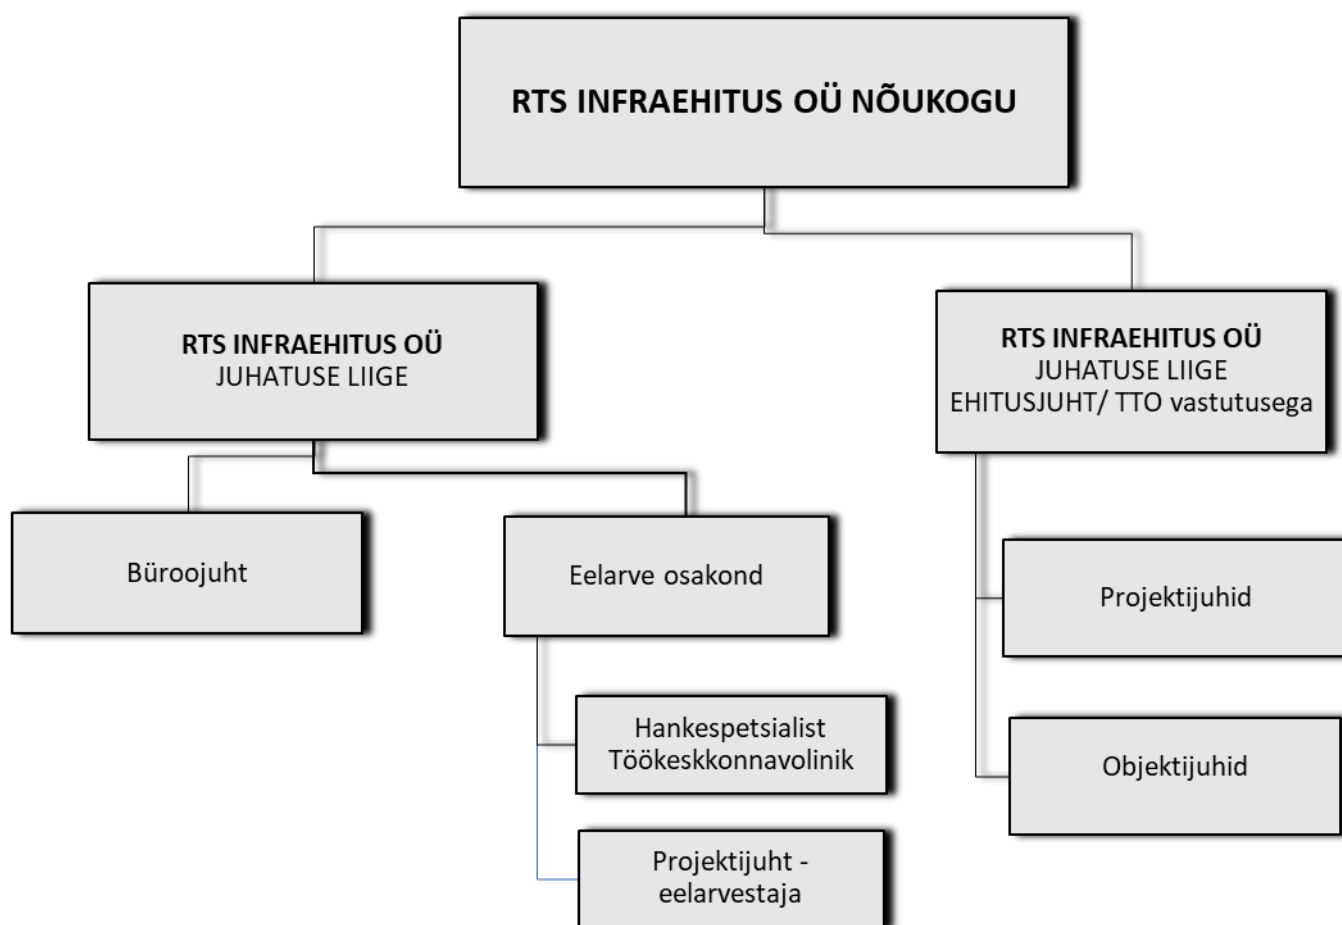 RTS INFRAEHITUS OÜ NÕUKOGU
RTS INFRAEHITUS OÜ
JUHATUSE LIIGE
RTS INFRAEHITUS OÜ
JUHATUSE LIIGE
EHITUSJUHT/ TTO vastutusega
Büroojuht
Eelarve osakond
Hankespetsialist
Töökeskkonnavolinik
Projektijuht -
eelarvestaja
Projektijuhid
Objektijuhid